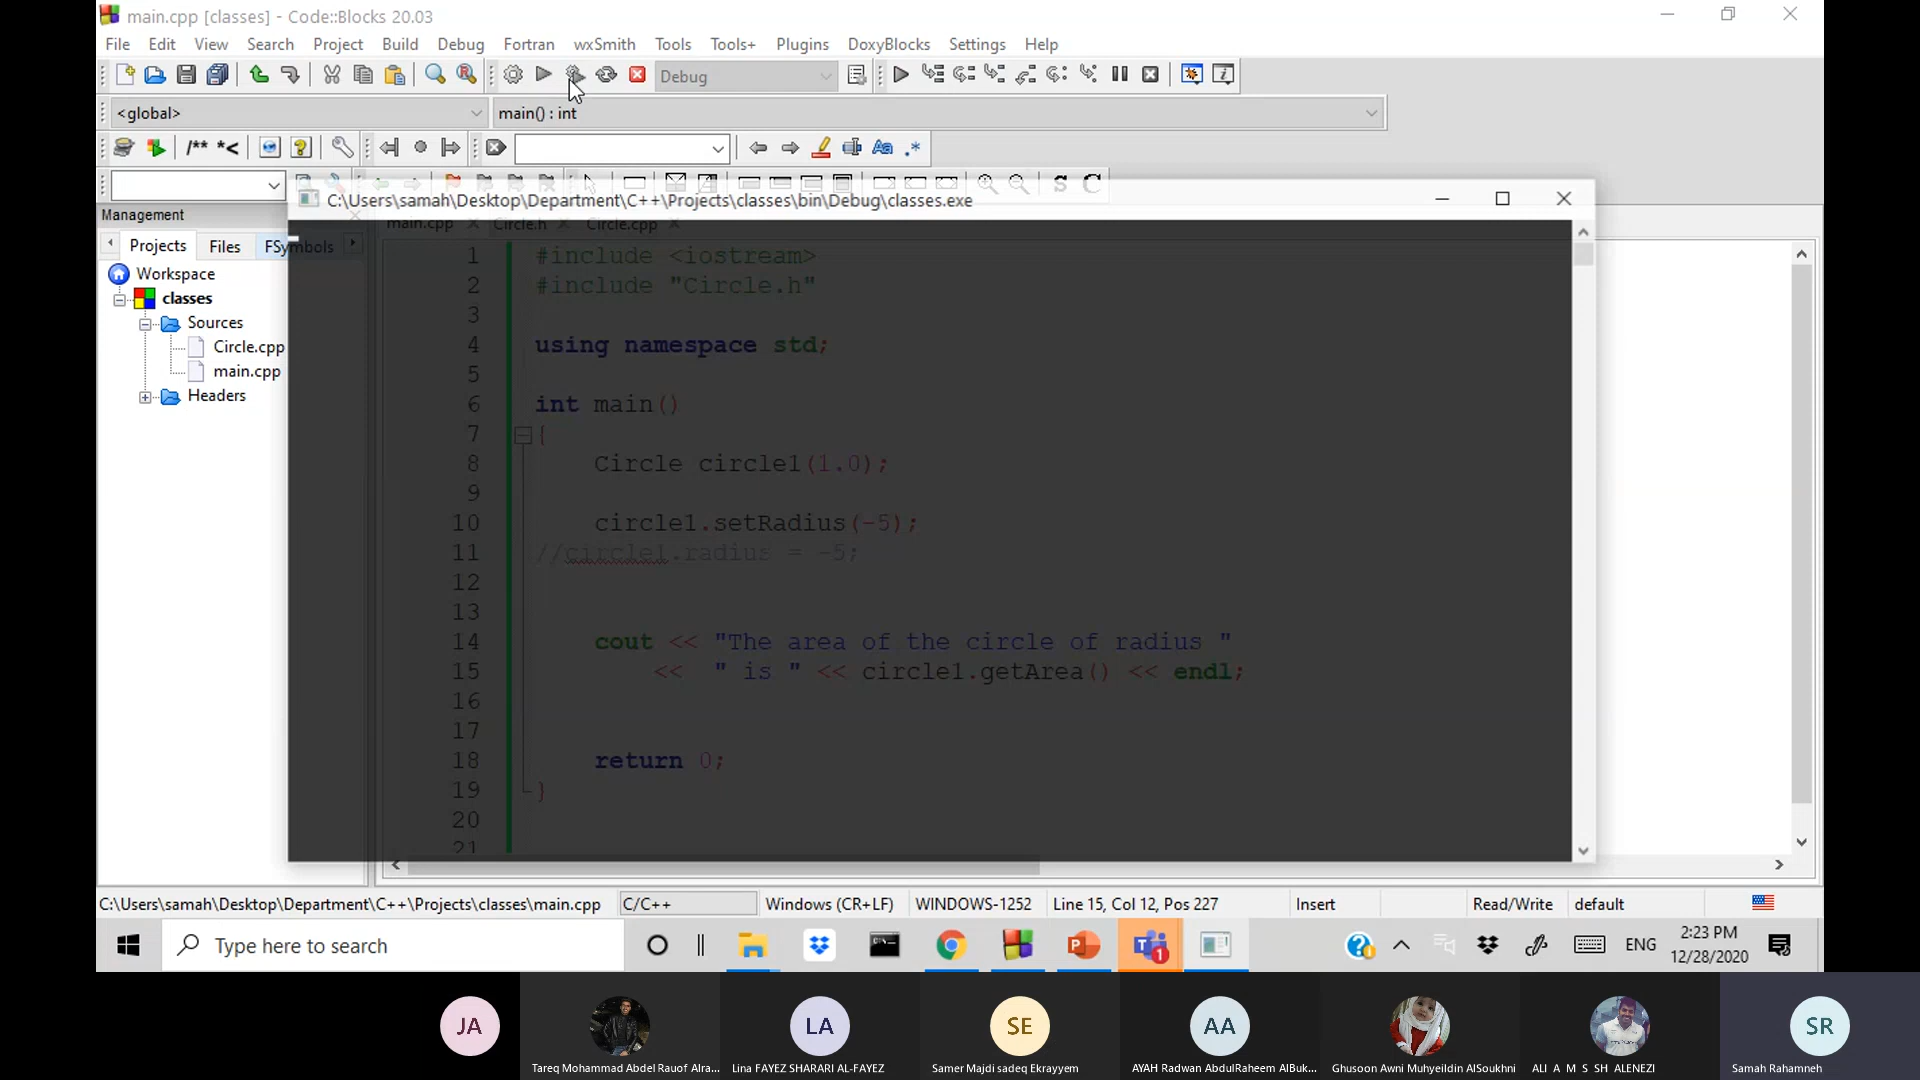 main.cpp [classes] - Code::Blocks 20.03
File Edit View Search Project Build Debug Fortran wxSmith Tools Tools+ Plugins DoxyBlocks Settings Help
Debug
<global> main() : int
/** *<
Aa .*
S C
Management
C:\Users\samah\Desktop\Department\C++\Projects\classes\bin\Debug\classes.exe
main.cpp Circle.h Circle.cpp
Projects Files FSymbols
Workspace
classes
Sources
Circle.cpp
main.cpp
Headers
1 #include <iostream>
2 #include "Circle.h"
3
4 using namespace std;
5
6 int main()
7 {
8 Circle circle1(1.0);
9
10 circle1.setRadius(-5);
11 //circle1.radius = -5;
12
13
14 cout << "The area of the circle of radius "
15 << " is " << circle1.getArea() << endl;
16
17
18 return 0;
19 }
20
21
C:\Users\samah\Desktop\Department\C++\Projects\classes\main.cpp C/C++ Windows (CR+LF) WINDOWS-1252 Line 15, Col 12, Pos 227 Insert Read/Write default
Type here to search
1
ENG
2:23 PM
12/28/2020
JA
LA
SE
AA
SR
Tareq Mohammad Abdel Rauof Alra...
Lina FAYEZ SHARARI AL-FAYEZ
Samer Majdi sadeq Ekrayyem
AYAH Radwan AbdulRaheem AlBuk...
Ghusoon Awni Muhyeildin AlSoukhni
ALI A M S SH ALENEZI
Samah Rahamneh